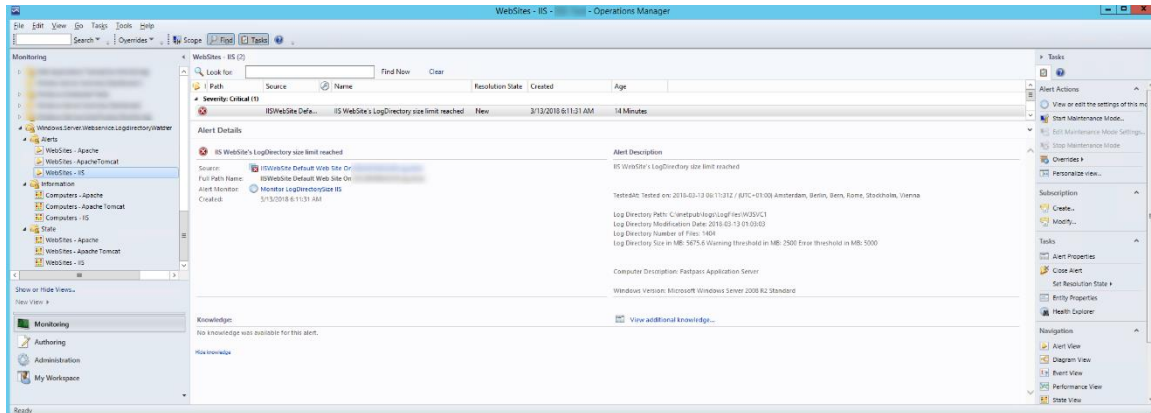 WebSites - IIS - - Operations Manager
File Edit View Go Tasks Tools Help
Search Overrides Scope Find Tasks
Monitoring
Windows.Server.Webservice.LogdirectoryWatcher
Alerts
WebSites - Apache
WebSites - ApacheTomcat
WebSites - IIS
Information
Computers - Apache
Computers - Apache Tomcat
Computers - IIS
State
WebSites - Apache
WebSites - Apache Tomcat
WebSites - IIS
Show or Hide Views...
New View
Monitoring
Authoring
Administration
My Workspace
Ready
WebSites - IIS (2)
Look for: Find Now Clear
Path Source Name Resolution State Created Age
Severity: Critical (1)
IISWebSite Defa... IIS WebSite's LogDirectory size limit reached New 3/13/2018 6:11:31 AM 14 Minutes
Alert Details
IIS WebSite's LogDirectory size limit reached
Source: IISWebSite Default Web Site On
Full Path Name: IISWebSite Default Web Site On
Alert Monitor: Monitor LogDirectorySize IIS
Created: 3/13/2018 6:11:31 AM
Alert Description
IIS WebSite's LogDirectory size limit reached
TestedAt: Tested on: 2018-03-13 06:11:31Z / (UTC+01:00) Amsterdam, Berlin, Bern, Rome, Stockholm, Vienna
Log Directory Path: C:\inetpub\logs\LogFiles\W3SVC1
Log Directory Modification Date: 2018-03-13 01:03:03
Log Directory Number of Files: 1404
Log Directory Size in MB: 5675.6 Warning threshold in MB: 2500 Error threshold in MB: 5000
Computer Description: Fastpass Application Server
Windows Version: Microsoft Windows Server 2008 R2 Standard
Knowledge:
No knowledge was available for this alert.
Hide knowledge
View additional knowledge...
Tasks
Alert Actions
View or edit the settings of this mo
Start Maintenance Mode...
Edit Maintenance Mode Settings...
Stop Maintenance Mode
Overrides
Personalize view...
Subscription
Create...
Modify...
Tasks
Alert Properties
Close Alert
Set Resolution State
Entity Properties
Health Explorer
Navigation
Alert View
Diagram View
Event View
Performance View
State View